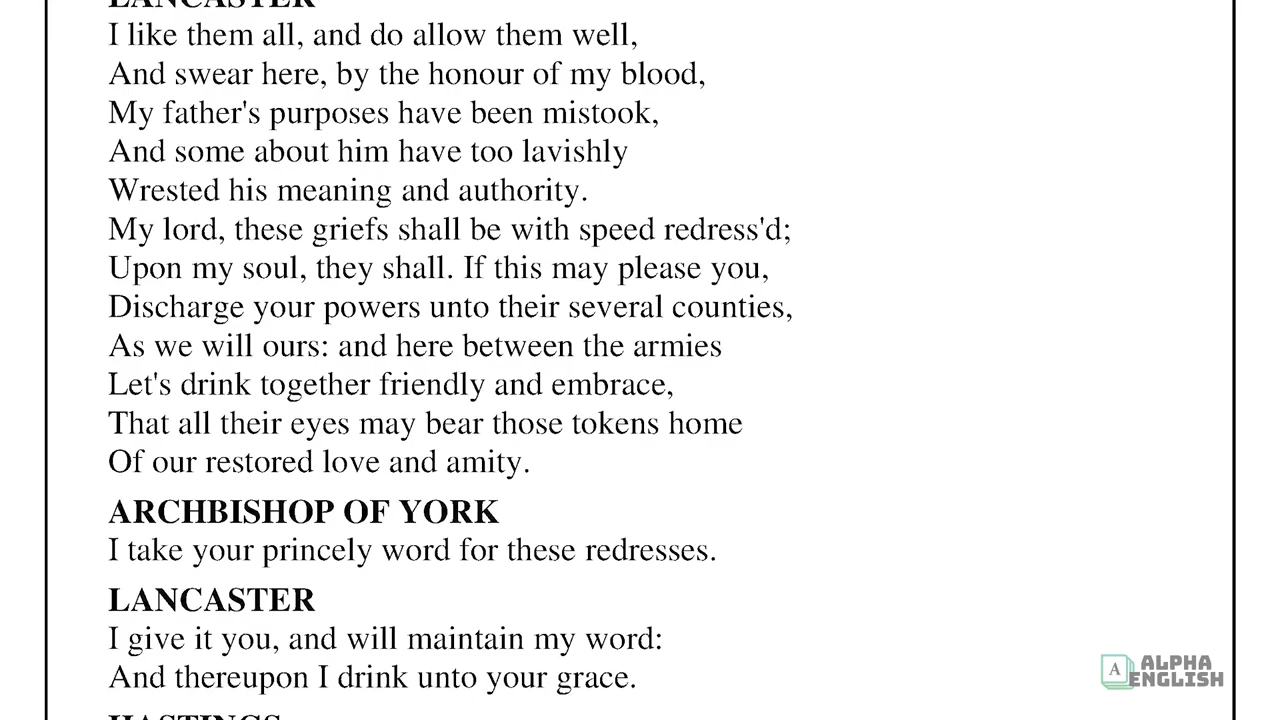 LANCASTER
I like them all, and do allow them well,
And swear here, by the honour of my blood,
My father's purposes have been mistook,
And some about him have too lavishly
Wrested his meaning and authority.
My lord, these griefs shall be with speed redress'd;
Upon my soul, they shall. If this may please you,
Discharge your powers unto their several counties,
As we will ours: and here between the armies
Let's drink together friendly and embrace,
That all their eyes may bear those tokens home
Of our restored love and amity.
ARCHBISHOP OF YORK
I take your princely word for these redresses.
LANCASTER
I give it you, and will maintain my word:
And thereupon I drink unto your grace.
HASTINGS
A ALPHA
ENGLISH